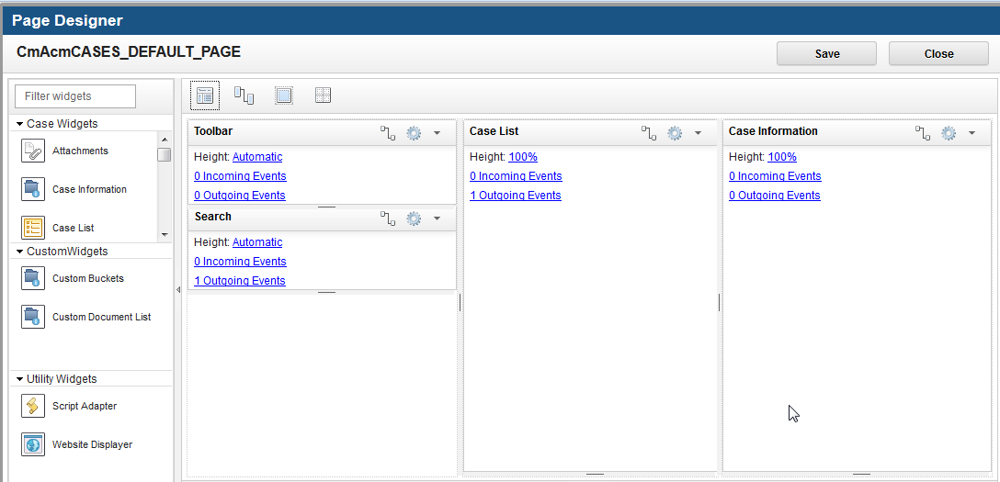 Page Designer
CmAcmCASES_DEFAULT_PAGE
Save
Close
Filter widgets
Case Widgets
Attachments
Case Information
Case List
CustomWidgets
Custom Buckets
Custom Document List
Utility Widgets
Script Adapter
Website Displayer
Toolbar
Height: Automatic
0 Incoming Events
0 Outgoing Events
Search
Height: Automatic
0 Incoming Events
1 Outgoing Events
Case List
Height: 100%
0 Incoming Events
1 Outgoing Events
Case Information
Height: 100%
0 Incoming Events
0 Outgoing Events